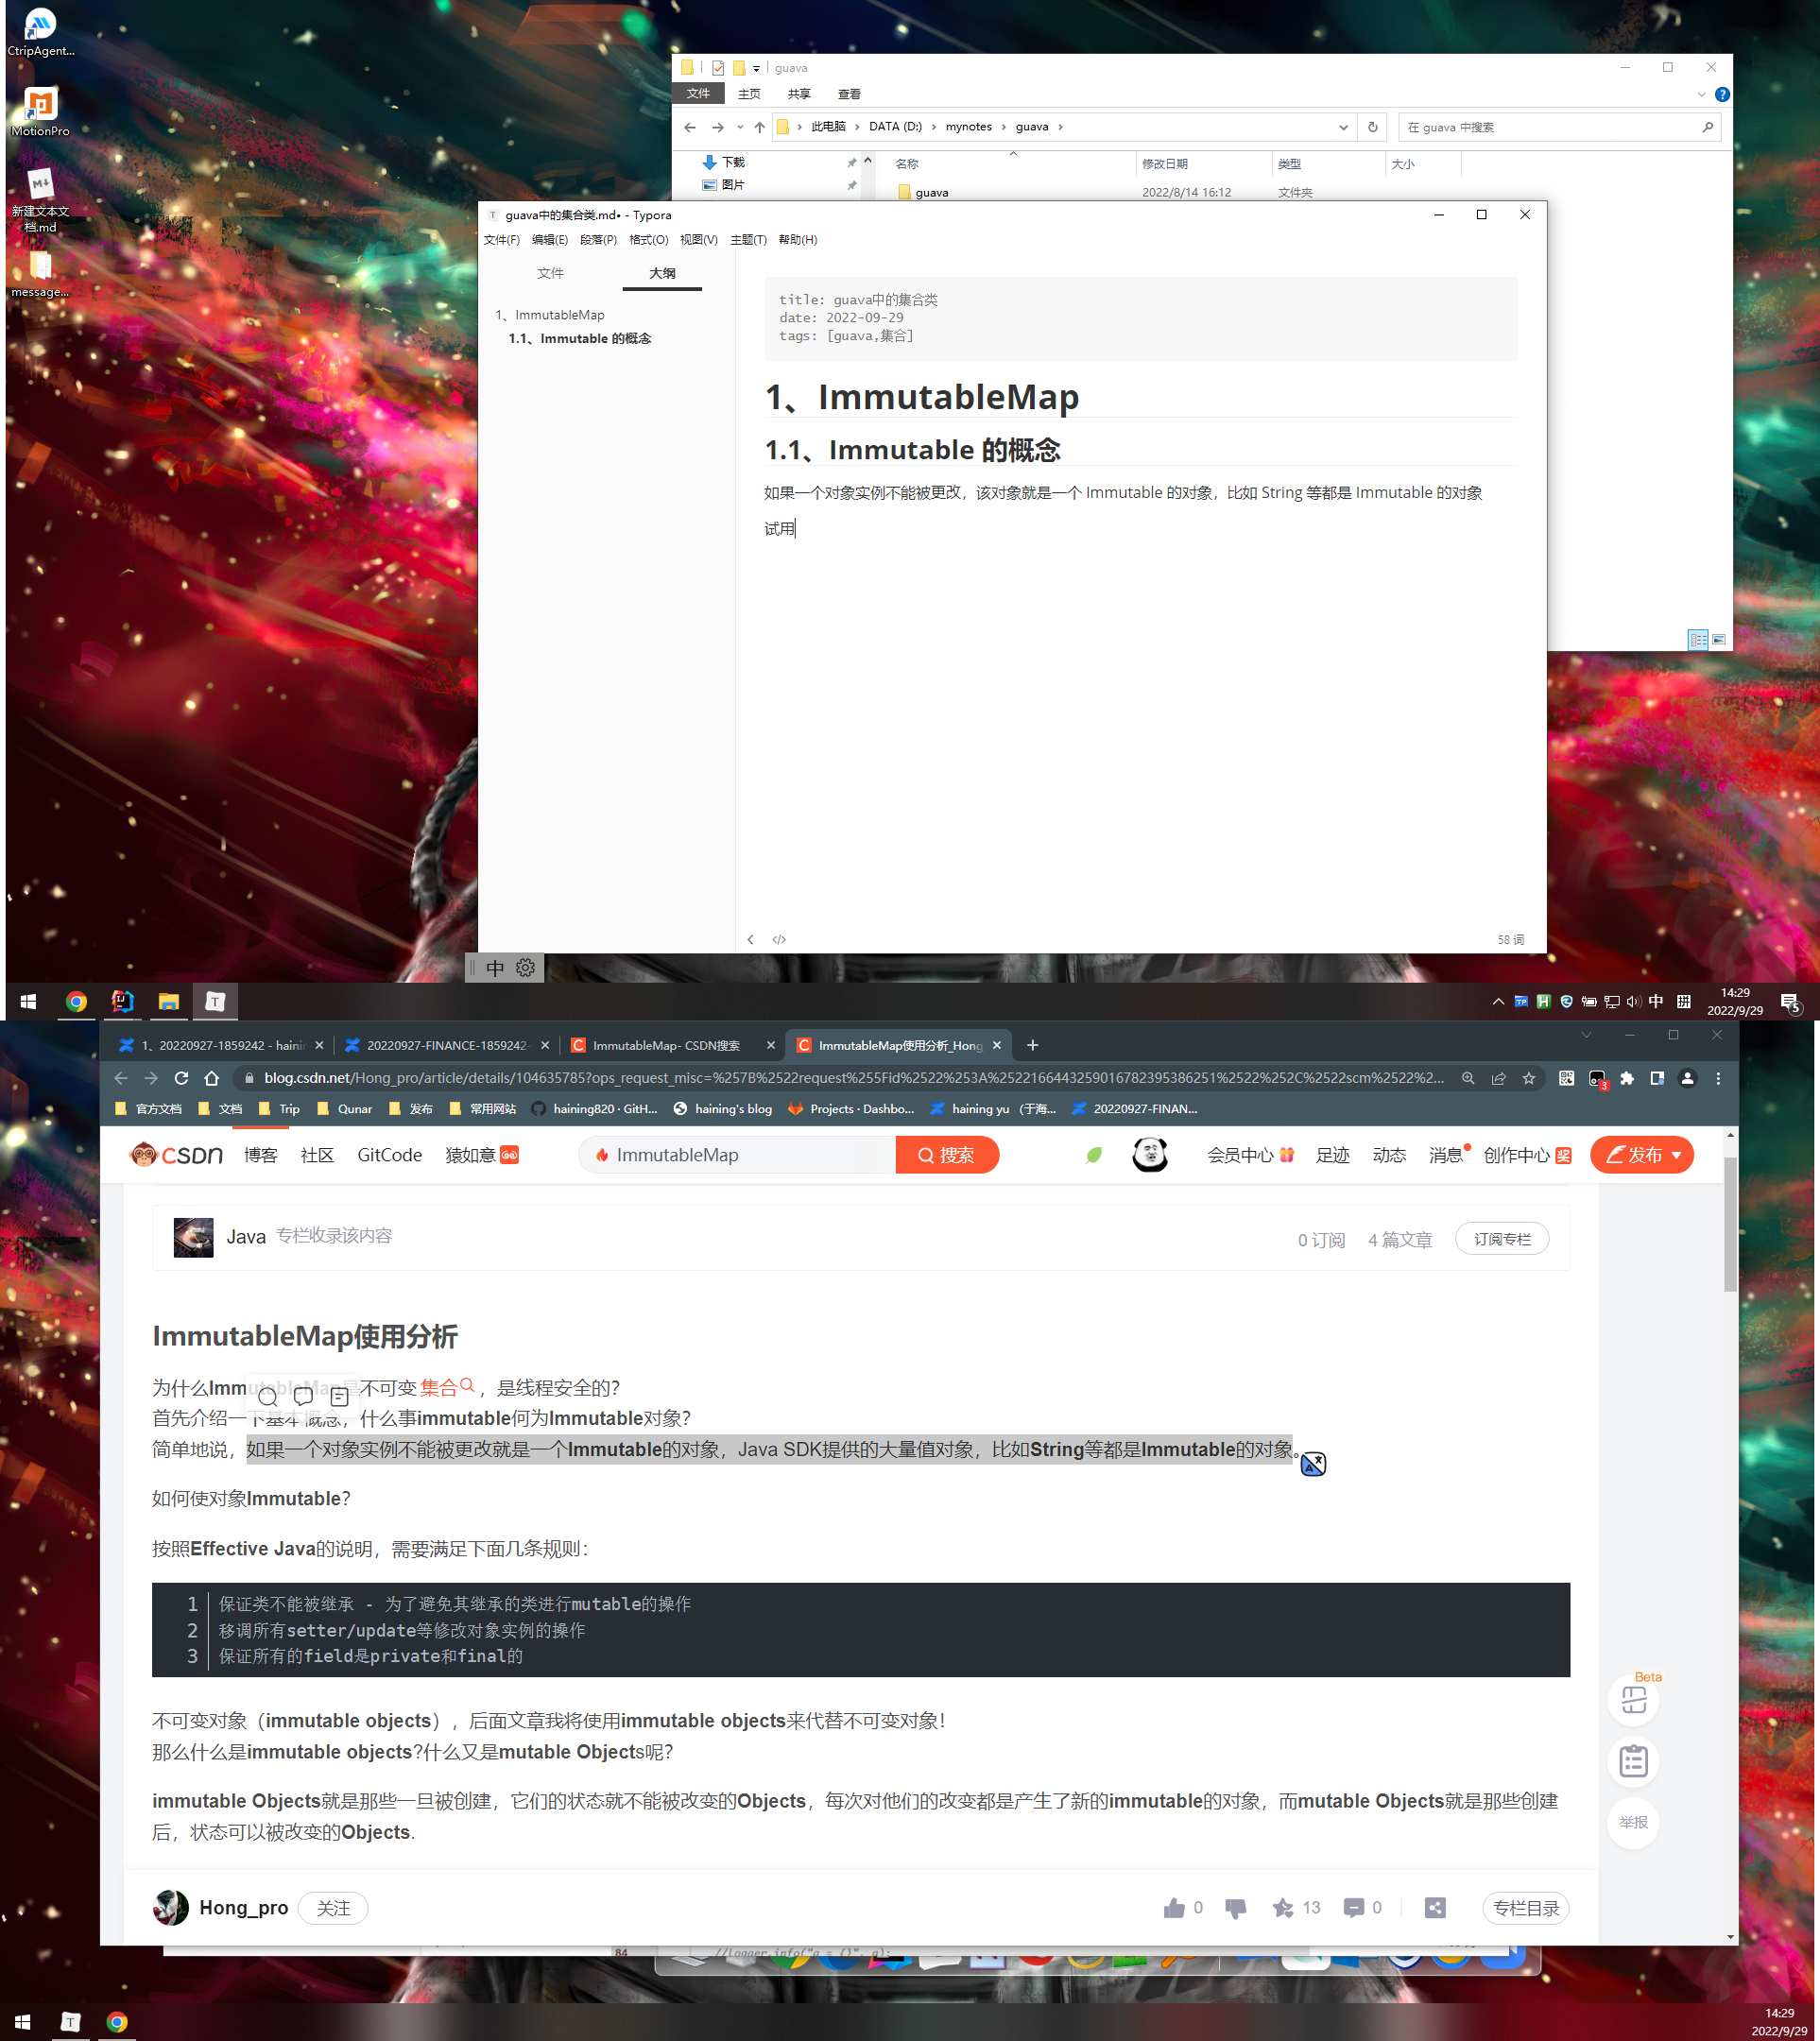 CtripAgent...
MotionPro
新建文本文
档.md
message...
guava
文件 主页 共享 查看
此电脑 › DATA (D:) › mynotes › guava ›
在 guava 中搜索
下载
图片
名称 修改日期 类型 大小
guava 2022/8/14 16:12 文件夹
guava中的集合类.md• - Typora
文件(F) 编辑(E) 段落(P) 格式(O) 视图(V) 主题(T) 帮助(H)
文件 大纲
1、ImmutableMap
1.1、Immutable 的概念
title: guava中的集合类
date: 2022-09-29
tags: [guava,集合]
1、ImmutableMap
1.1、Immutable 的概念
如果一个对象实例不能被更改，该对象就是一个 Immutable 的对象，比如 String 等都是 Immutable 的对象
试用
58 词
中
中 拼
14:29
2022/9/29
5
1、20220927-1859242 - haini
20220927-FINANCE-1859242-
ImmutableMap- CSDN搜索
ImmutableMap使用分析_Hong_
blog.csdn.net/Hong_pro/article/details/104635785?ops_request_misc=%257B%2522request%255Fid%2522%253A%2522166443259016782395386251%2522%252C%2522scm%2522%2...
3
官方文档 文档 Trip Qunar 发布 常用网站 haining820 · GitH... haining's blog Projects · Dashbo... haining yu （于海... 20220927-FINAN...
CSDN 博客 社区 GitCode 猿如意 ImmutableMap 搜索 会员中心 足迹 动态 消息 创作中心 奖 发布
Java 专栏收录该内容
0 订阅 4 篇文章 订阅专栏
ImmutableMap使用分析
为什么ImmutableMap是不可变 集合，是线程安全的？
首先介绍一下基本概念，什么事immutable何为Immutable对象？
简单地说，如果一个对象实例不能被更改就是一个Immutable的对象，Java SDK提供的大量值对象，比如String等都是Immutable的对象。
如何使对象Immutable？
按照Effective Java的说明，需要满足下面几条规则：
1 保证类不能被继承 - 为了避免其继承的类进行mutable的操作
2 移调所有setter/update等修改对象实例的操作
3 保证所有的field是private和final的
不可变对象（immutable objects），后面文章我将使用immutable objects来代替不可变对象！
那么什么是immutable objects?什么又是mutable Objects呢？
immutable Objects就是那些一旦被创建，它们的状态就不能被改变的Objects，每次对他们的改变都是产生了新的immutable的对象，而mutable Objects就是那些创建
后，状态可以被改变的Objects.
Beta
举报
Hong_pro 关注 0 13 0 专栏目录
84 //logger.info("a = {}", a);
14:29
2022/9/29